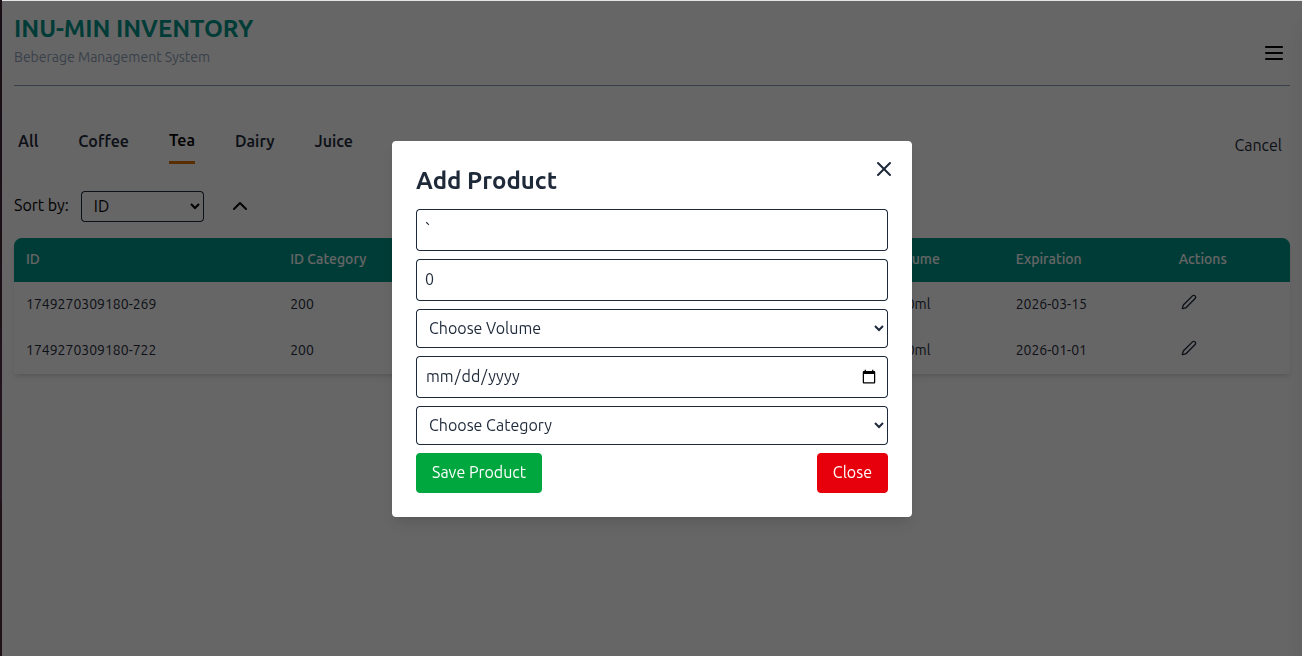 INU-MIN INVENTORY
Beberage Management System
All Coffee Tea Dairy Juice
Cancel
Sort by: ID
ID ID Category ume Expiration Actions
1749270309180-269 200 0ml 2026-03-15
1749270309180-722 200 0ml 2026-01-01
Add Product
`
0
Choose Volume
mm/dd/yyyy
Choose Category
Save Product Close